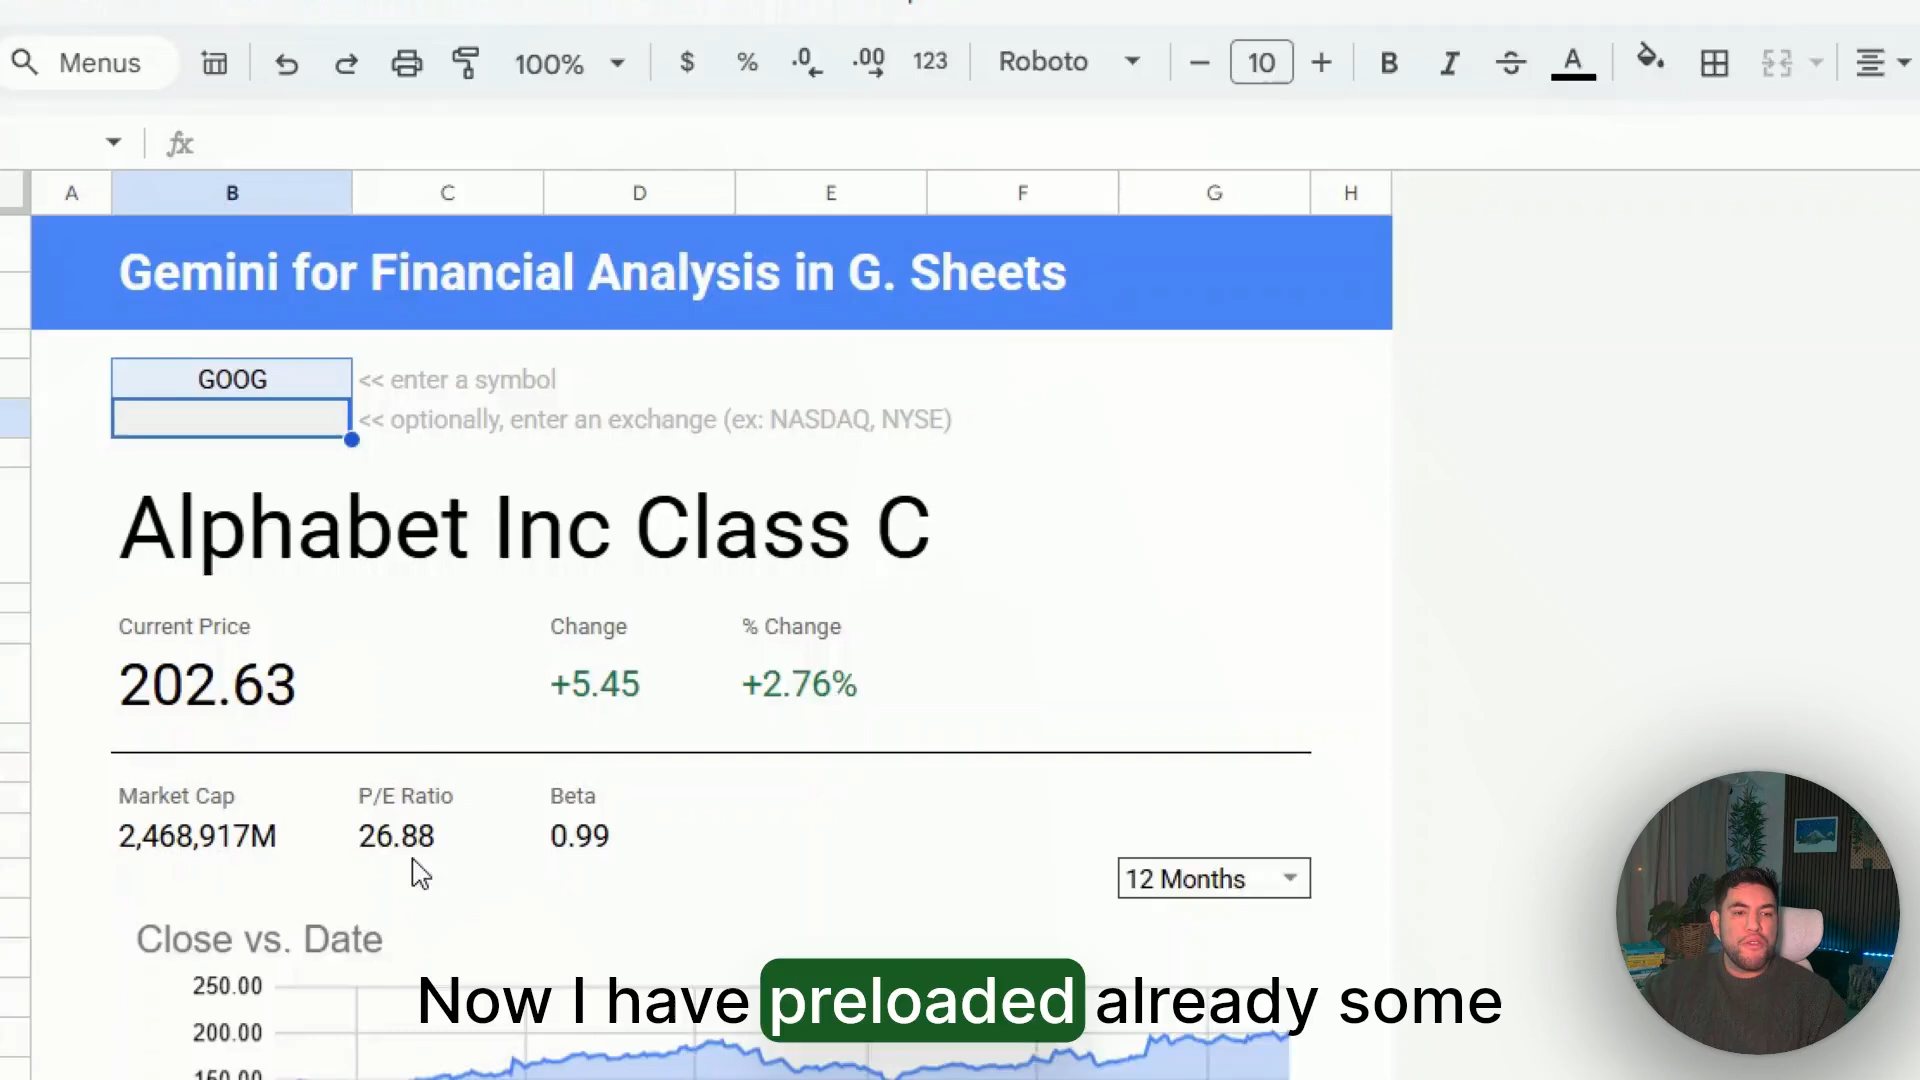 Menus 100% $ % .0 .00 123 Roboto 10 B I A
fx
A B C D E F G H
Gemini for Financial Analysis in G. Sheets
GOOG << enter a symbol
<< optionally, enter an exchange (ex: NASDAQ, NYSE)
Alphabet Inc Class C
Current Price Change % Change
202.63 +5.45 +2.76%
Market Cap P/E Ratio Beta
2,468,917M 26.88 0.99
12 Months
Close vs. Date
250.00
Now I have preloaded already some
200.00
150.00